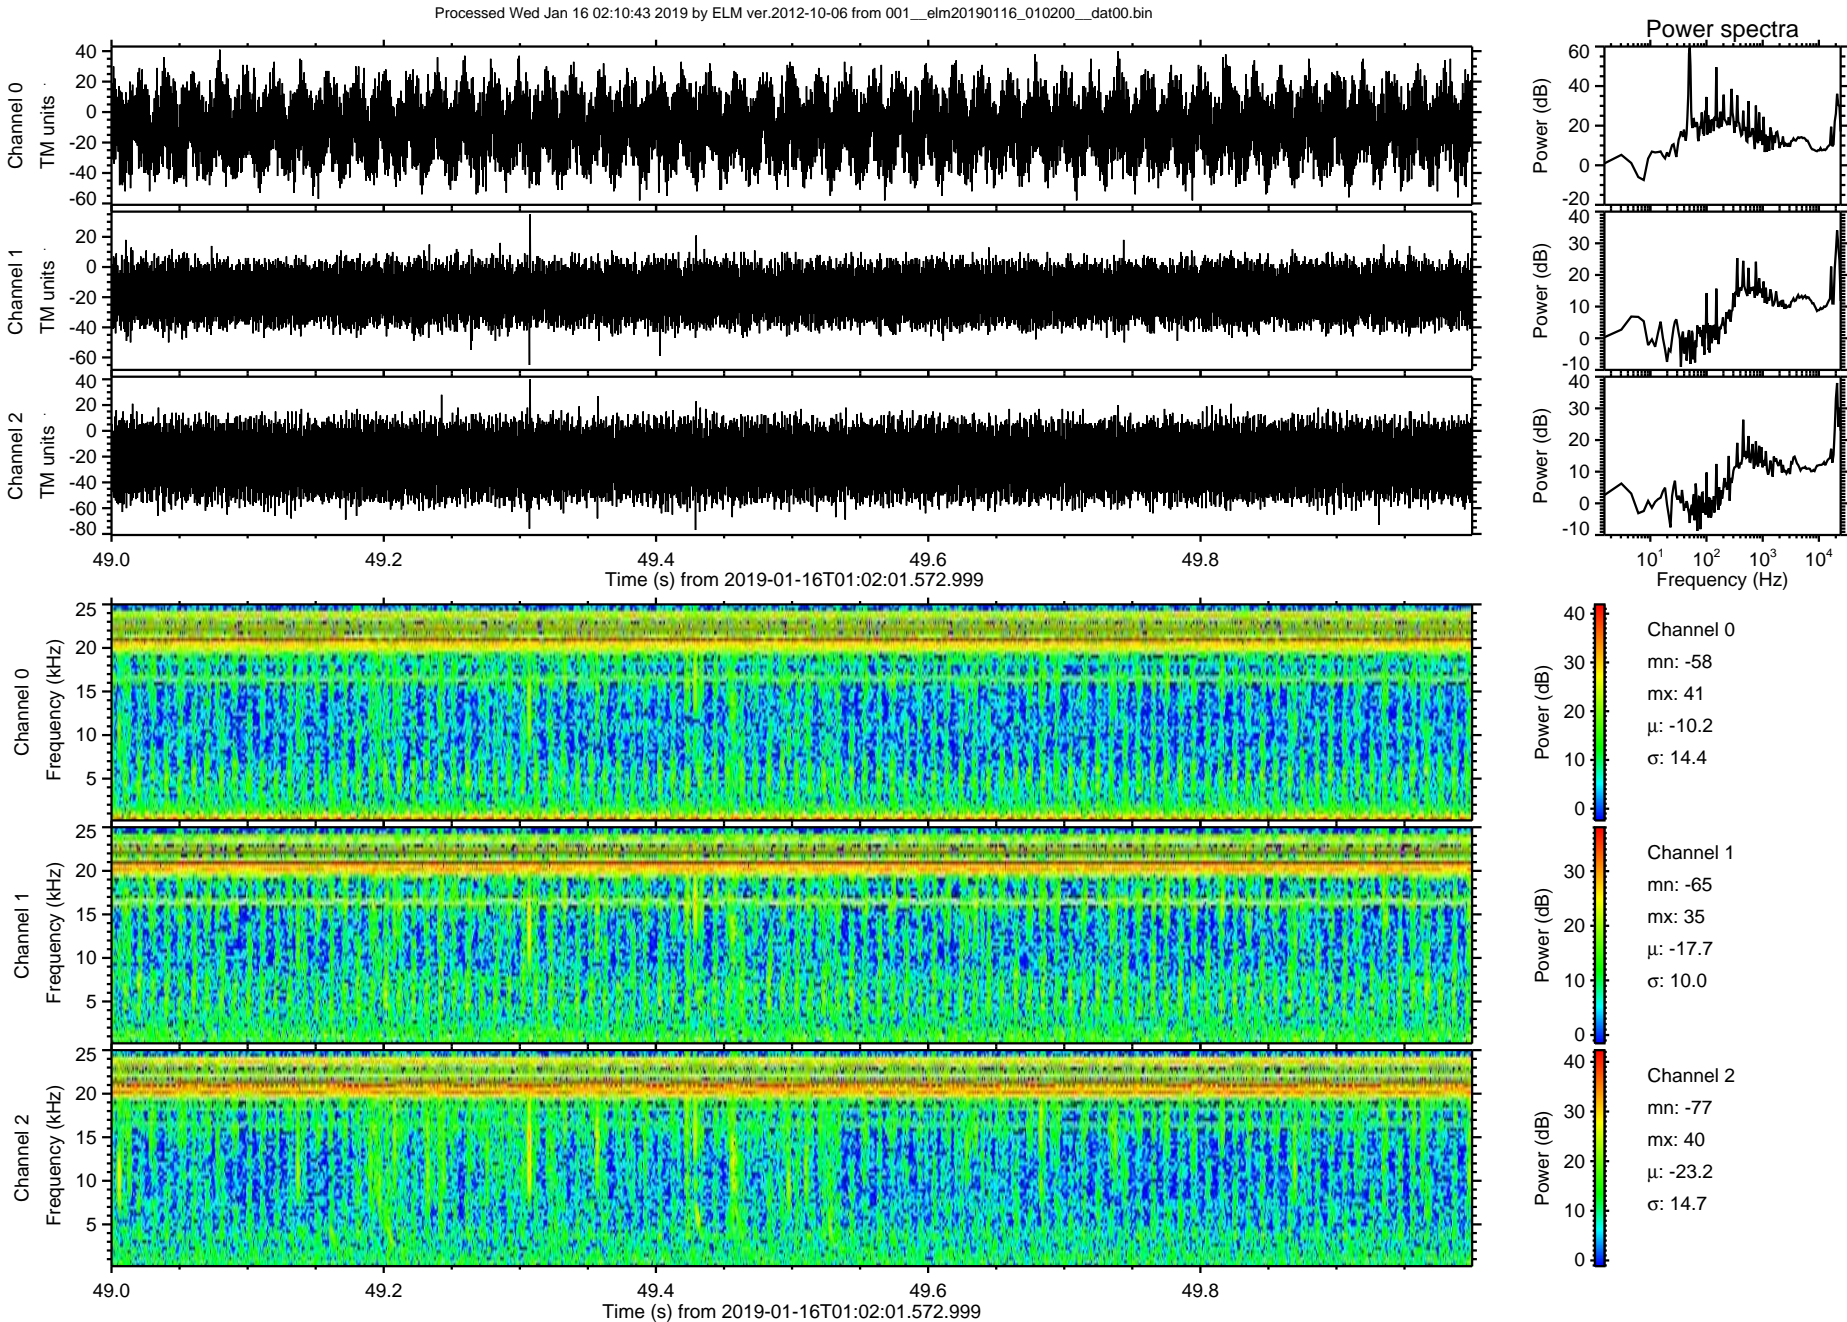 Processed Wed Jan 16 02:10:43 2019 by ELM ver.2012-10-06 from 001__elm20190116_010200__dat00.bin
Power spectra
Channel 0
TM units
40
20
0
-20
-40
-60
Power (dB)
60
40
20
0
-20
Channel 1
TM units
20
0
-20
-40
-60
Power (dB)
40
30
20
10
0
-10
Channel 2
TM units
40
20
0
-20
-40
-60
-80
Power (dB)
40
30
20
10
0
-10
49.0 49.2 49.4 49.6 49.8
Time (s) from 2019-01-16T01:02:01.572.999
10^1 10^2 10^3 10^4
Frequency (Hz)
Channel 0
Frequency (kHz)
25
20
15
10
5
Power (dB)
40
30
20
10
0
Channel 0
mn: -58
mx: 41
μ: -10.2
σ: 14.4
Channel 1
Frequency (kHz)
25
20
15
10
5
Power (dB)
30
20
10
0
Channel 1
mn: -65
mx: 35
μ: -17.7
σ: 10.0
Channel 2
Frequency (kHz)
25
20
15
10
5
Power (dB)
40
30
20
10
0
Channel 2
mn: -77
mx: 40
μ: -23.2
σ: 14.7
49.0 49.2 49.4 49.6 49.8
Time (s) from 2019-01-16T01:02:01.572.999